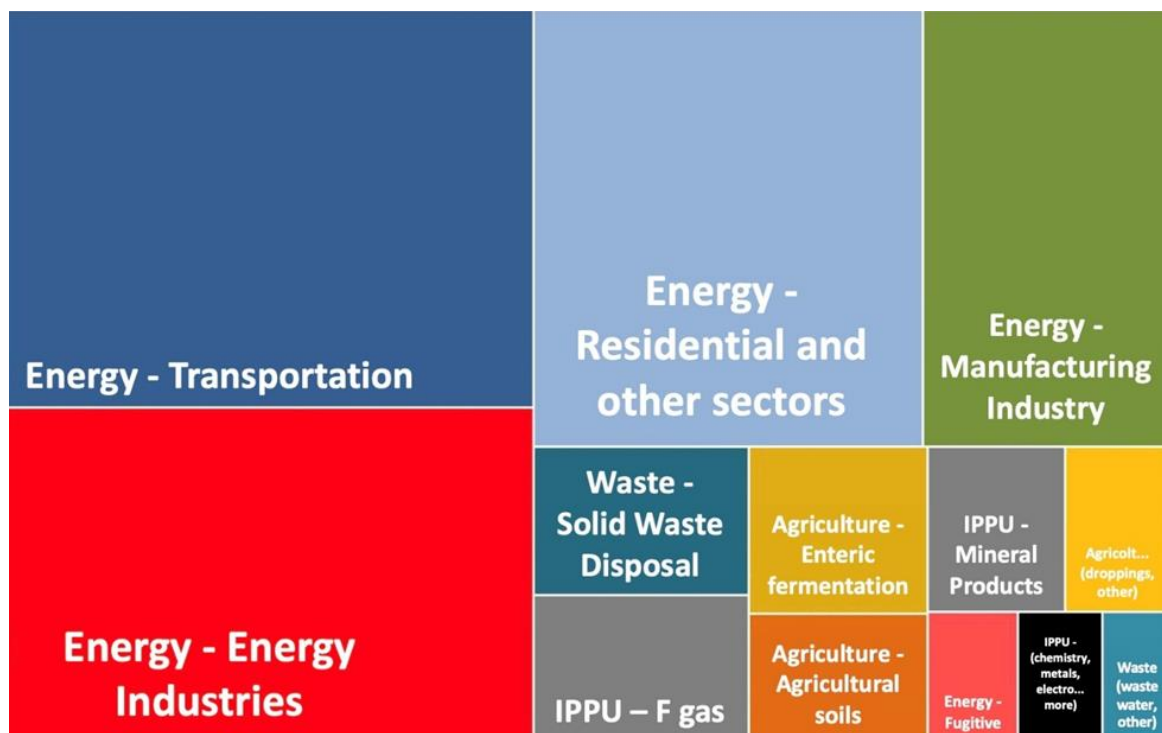 Energy - Transportation
Energy - Energy
Industries
Energy -
Residential and
other sectors
Energy -
Manufacturing
Industry
Waste -
Solid Waste
Disposal
IPPU – F gas
Agriculture -
Enteric
fermentation
Agriculture -
Agricultural
soils
IPPU -
Mineral
Products
Agricolt...
(droppings,
other)
Energy -
Fugitive
IPPU -
(chemistry,
metals,
electro...
more)
Waste
(waste
water,
other)